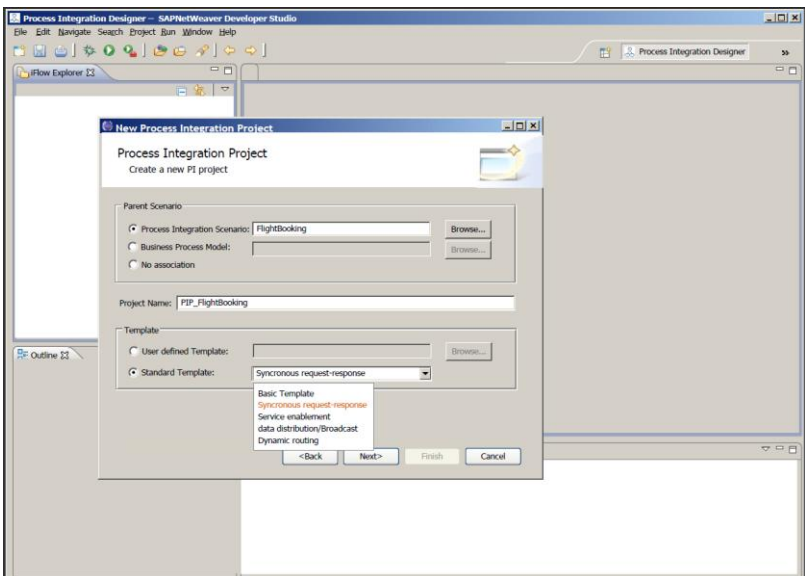 Process Integration Designer – SAPNetWeaver Developer Studio
File Edit Navigate Search Project Run Window Help
Process Integration Designer »
iFlow Explorer
New Process Integration Project
Process Integration Project
Create a new PI project
Parent Scenario
Process Integration Scenario: FlightBooking Browse...
Business Process Model: Browse...
No association
Project Name: PIP_FlightBooking
Template
User defined Template: Browse...
Outline
Standard Template: Syncronous request-response
Basic Template
Syncronous request-response
Service enablement
data distribution/Broadcast
Dynamic routing
<Back Next> Finish Cancel